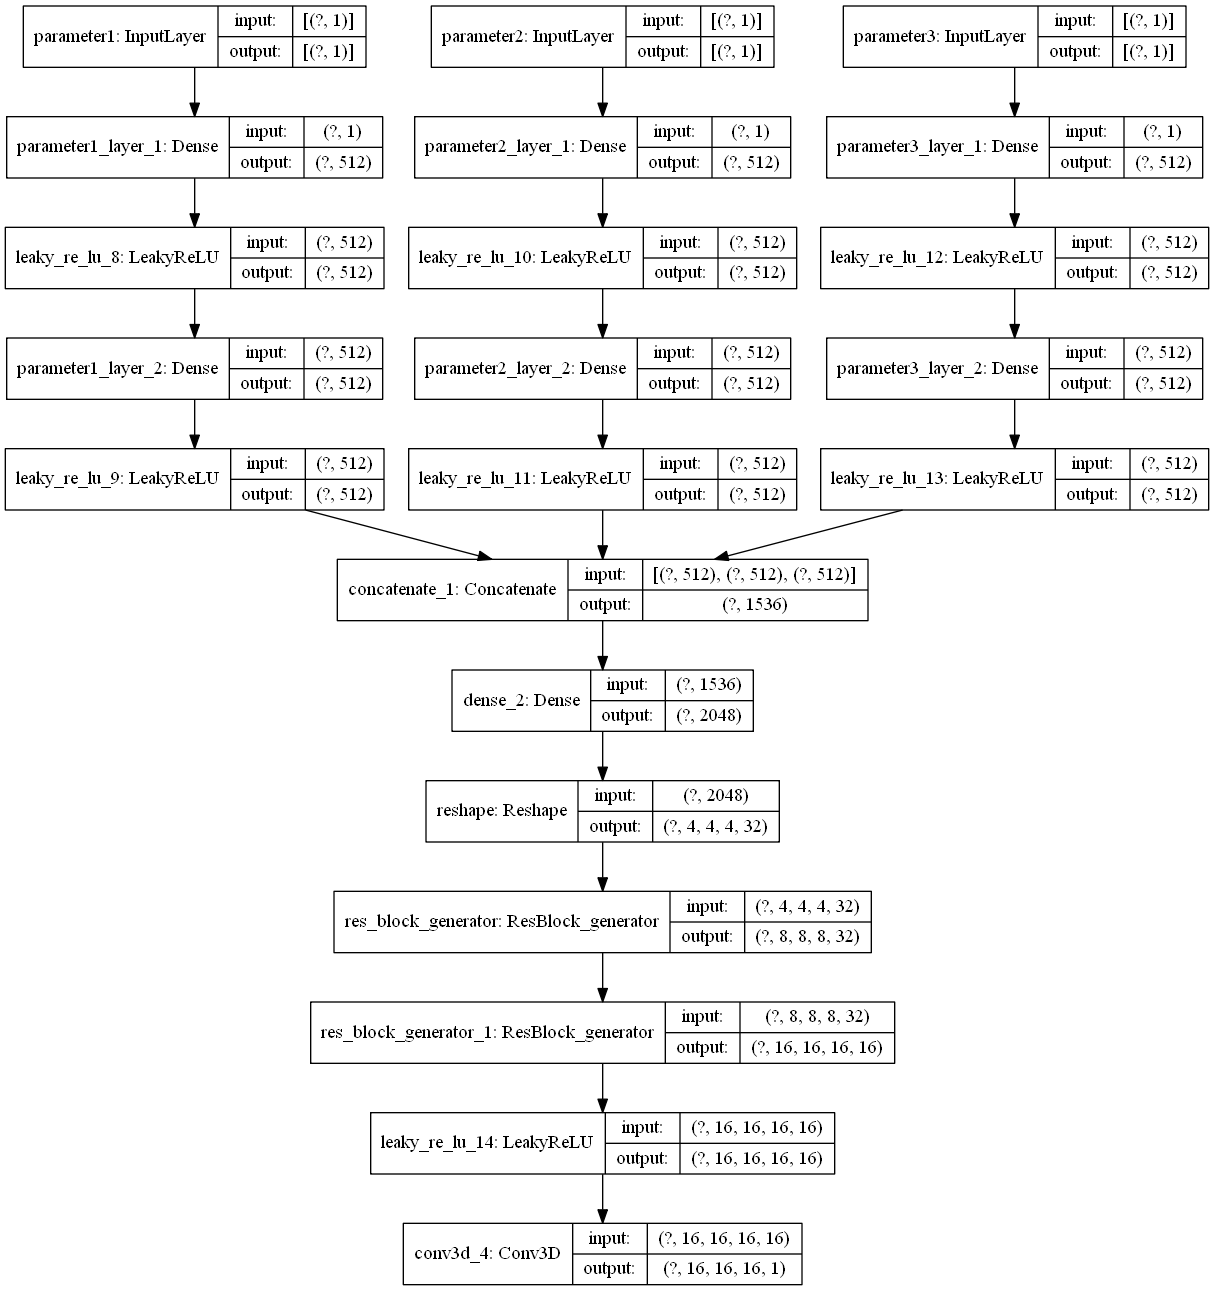 parameter1: InputLayer input: [(?, 1)] output: [(?, 1)]
parameter2: InputLayer input: [(?, 1)] output: [(?, 1)]
parameter3: InputLayer input: [(?, 1)] output: [(?, 1)]
parameter1_layer_1: Dense input: (?, 1) output: (?, 512)
parameter2_layer_1: Dense input: (?, 1) output: (?, 512)
parameter3_layer_1: Dense input: (?, 1) output: (?, 512)
leaky_re_lu_8: LeakyReLU input: (?, 512) output: (?, 512)
leaky_re_lu_10: LeakyReLU input: (?, 512) output: (?, 512)
leaky_re_lu_12: LeakyReLU input: (?, 512) output: (?, 512)
parameter1_layer_2: Dense input: (?, 512) output: (?, 512)
parameter2_layer_2: Dense input: (?, 512) output: (?, 512)
parameter3_layer_2: Dense input: (?, 512) output: (?, 512)
leaky_re_lu_9: LeakyReLU input: (?, 512) output: (?, 512)
leaky_re_lu_11: LeakyReLU input: (?, 512) output: (?, 512)
leaky_re_lu_13: LeakyReLU input: (?, 512) output: (?, 512)
concatenate_1: Concatenate input: [(?, 512), (?, 512), (?, 512)] output: (?, 1536)
dense_2: Dense input: (?, 1536) output: (?, 2048)
reshape: Reshape input: (?, 2048) output: (?, 4, 4, 4, 32)
res_block_generator: ResBlock_generator input: (?, 4, 4, 4, 32) output: (?, 8, 8, 8, 32)
res_block_generator_1: ResBlock_generator input: (?, 8, 8, 8, 32) output: (?, 16, 16, 16, 16)
leaky_re_lu_14: LeakyReLU input: (?, 16, 16, 16, 16) output: (?, 16, 16, 16, 16)
conv3d_4: Conv3D input: (?, 16, 16, 16, 16) output: (?, 16, 16, 16, 1)